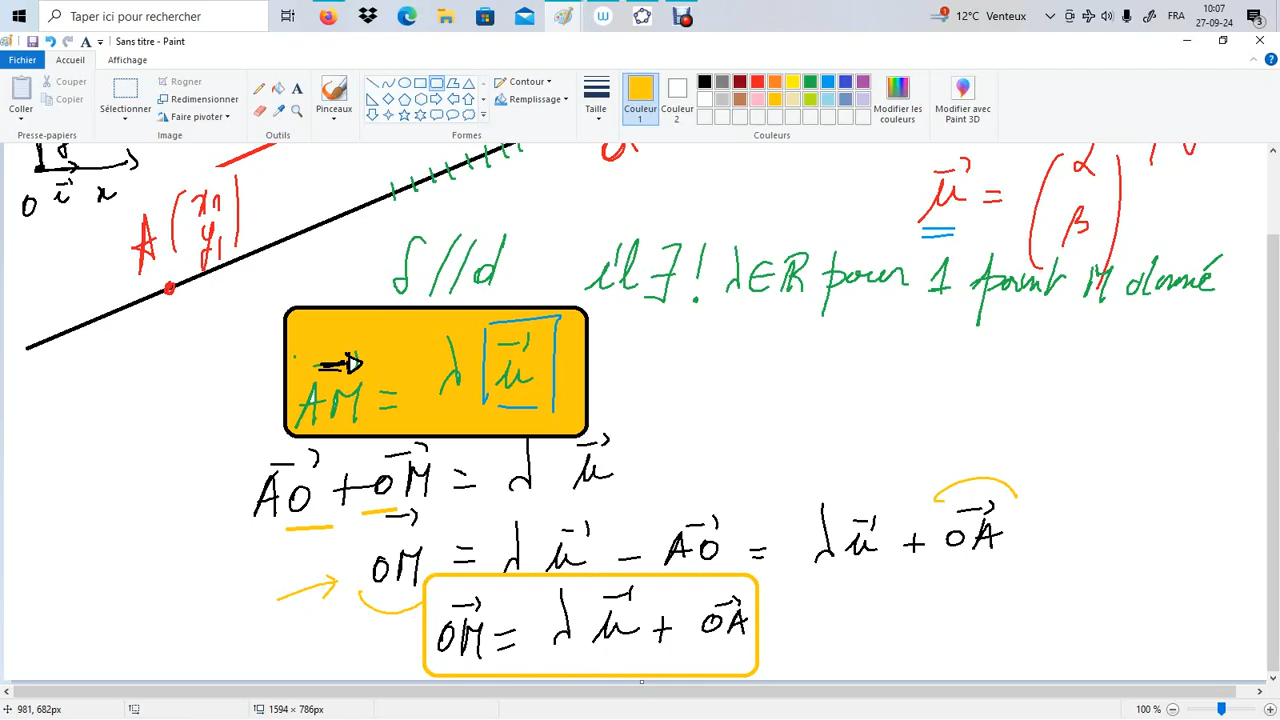 Taper ici pour rechercher
12°C Venteux
FRA
10:07
27-09-24
3
Sans titre - Paint
Fichier
Accueil
Affichage
Coller
Couper
Copier
Presse-papiers
Sélectionner
Rogner
Redimensionner
Faire pivoter
Image
Outils
Pinceaux
Contour
Remplissage
Formes
Taille
Couleur 1
Couleur 2
Modifier les couleurs
Couleurs
Modifier avec Paint 3D
O i⃗ x
A (x1 y1)
u⃗ = (α β)
δ // d
il ∃! λ∈ℝ pour 1 point M donné
AM⃗ = λ u⃗
AO⃗ + OM⃗ = λ u⃗
OM⃗ = λ u⃗ - AO⃗ = λu⃗ + OA⃗
OM⃗ = λ u⃗ + OA⃗
981, 682px
1594 × 786px
100 %